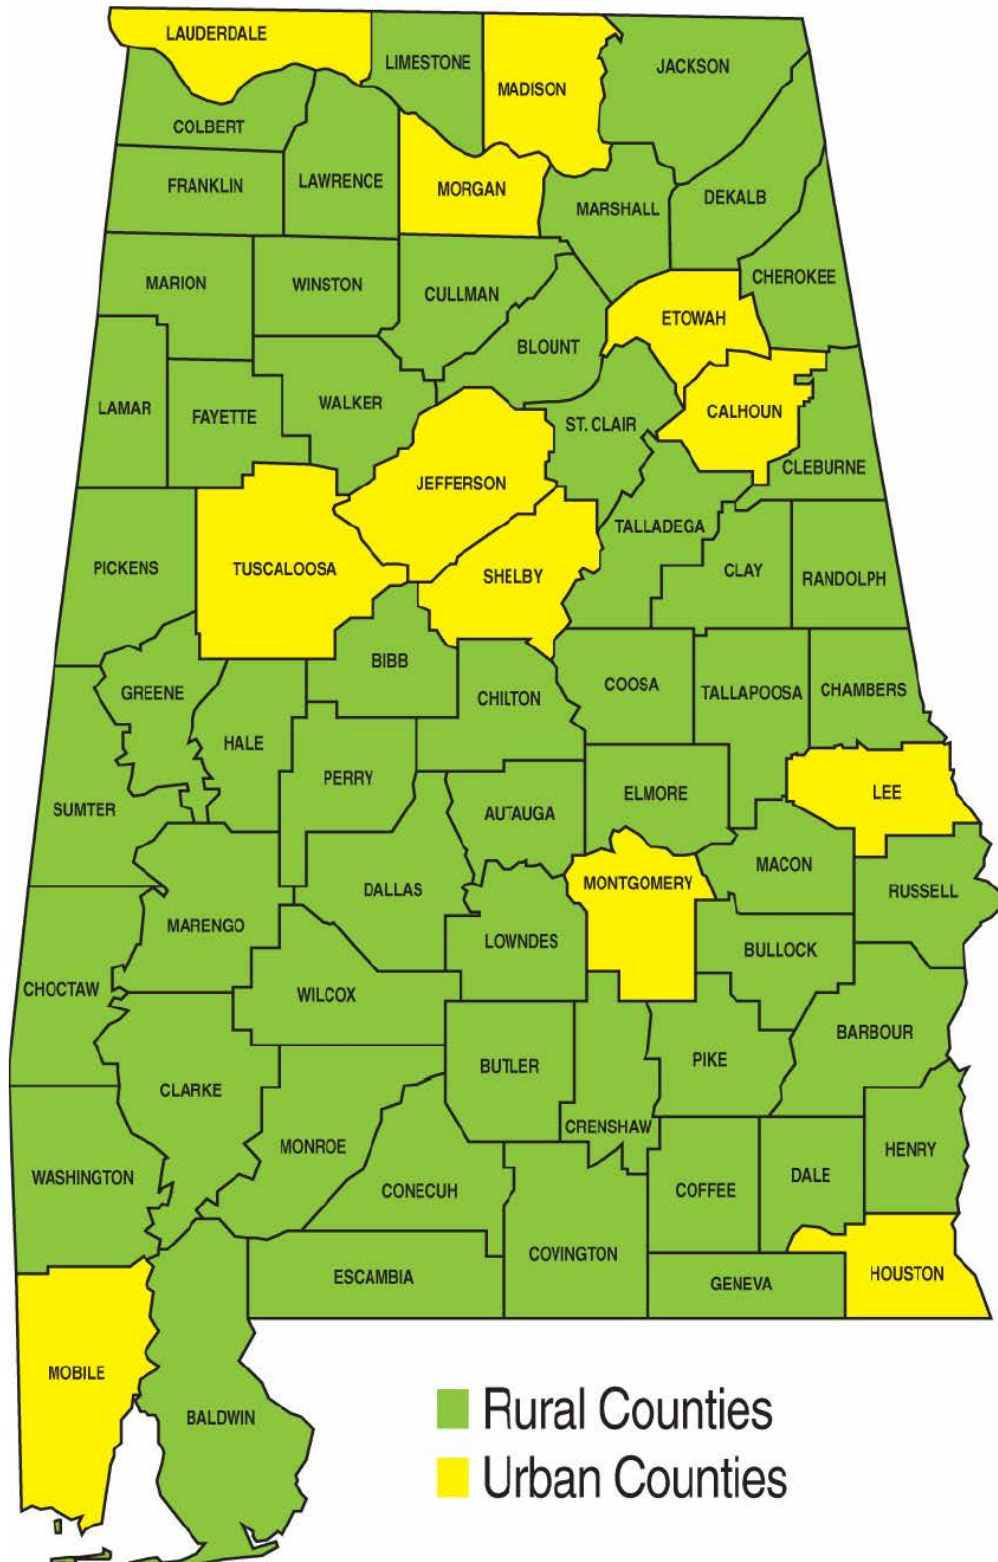 LAUDERDALE
LIMESTONE
MADISON
JACKSON
COLBERT
LAWRENCE
FRANKLIN
MORGAN
MARSHALL
DEKALB
CHEROKEE
MARION
WINSTON
CULLMAN
ETOWAH
BLOUNT
LAMAR
FAYETTE
WALKER
ST. CLAIR
CALHOUN
CLEBURNE
JEFFERSON
TALLADEGA
PICKENS
TUSCALOOSA
SHELBY
CLAY
RANDOLPH
BIBB
GREENE
CHILTON
COOSA
TALLAPOOSA
CHAMBERS
HALE
PERRY
SUMTER
AUTAUGA
ELMORE
LEE
MACON
DALLAS
MONTGOMERY
RUSSELL
MARENGO
LOWNDES
BULLOCK
CHOCTAW
WILCOX
BARBOUR
CLARKE
BUTLER
PIKE
CRENSHAW
MONROE
HENRY
WASHINGTON
CONECUH
COFFEE
DALE
COVINGTON
ESCAMBIA
GENEVA
HOUSTON
MOBILE
BALDWIN
Rural Counties
Urban Counties